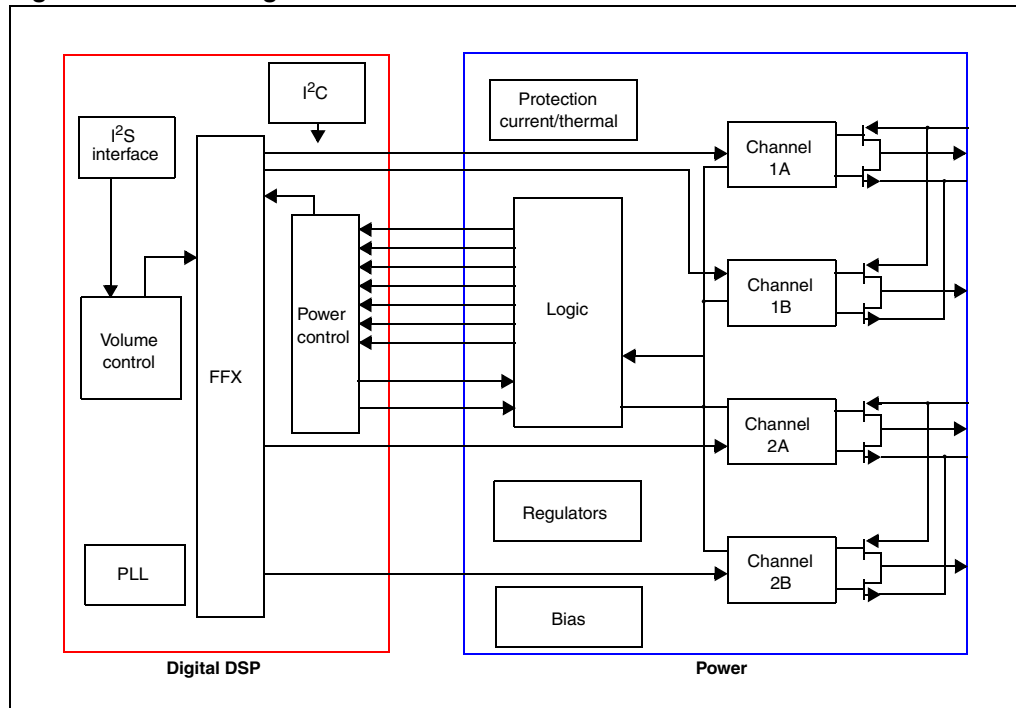 I²C
Protection
current/thermal
I²S
interface
Channel
1A
Channel
1B
Logic
Power
control
Volume
control
FFX
Channel
2A
Regulators
Channel
2B
PLL
Bias
Digital DSP
Power